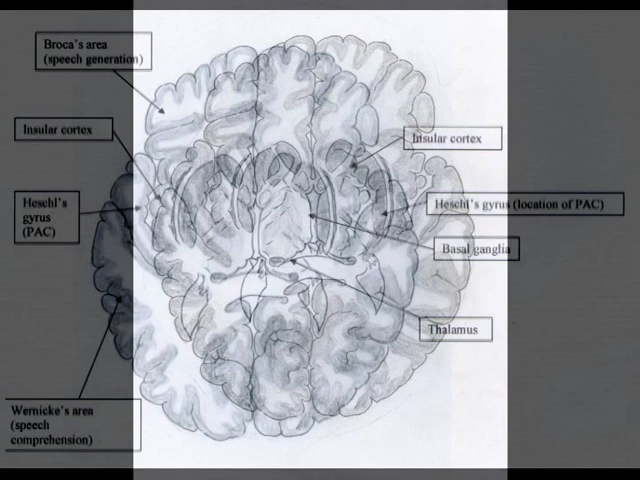 Broca's area
(speech generation)
Insular cortex
Insular cortex
Heschl's
gyrus
(PAC)
Heschl's gyrus (location of PAC)
Basal ganglia
Thalamus
Wernicke's area
(speech
comprehension)